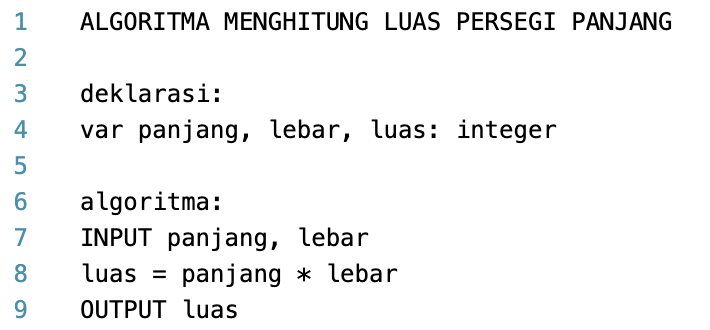 1 ALGORITMA MENGHITUNG LUAS PERSEGI PANJANG
2
3 deklarasi:
4 var panjang, lebar, luas: integer
5
6 algoritma:
7 INPUT panjang, lebar
8 luas = panjang * lebar
9 OUTPUT luas